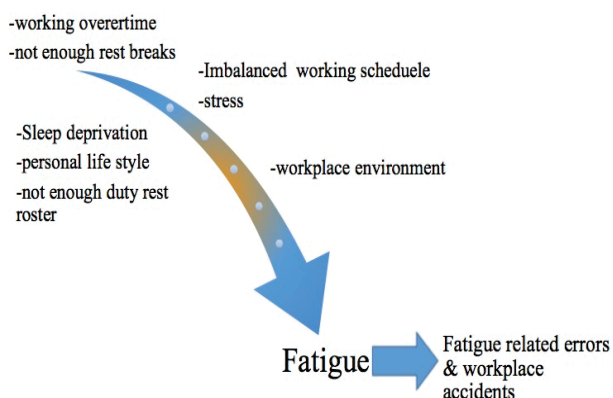 -working overertime
-not enough rest breaks
-Imbalanced working scheduele
-stress
-Sleep deprivation
-personal life style
-not enough duty rest
roster
-workplace environment
Fatigue
Fatigue related errors
& workplace
accidents